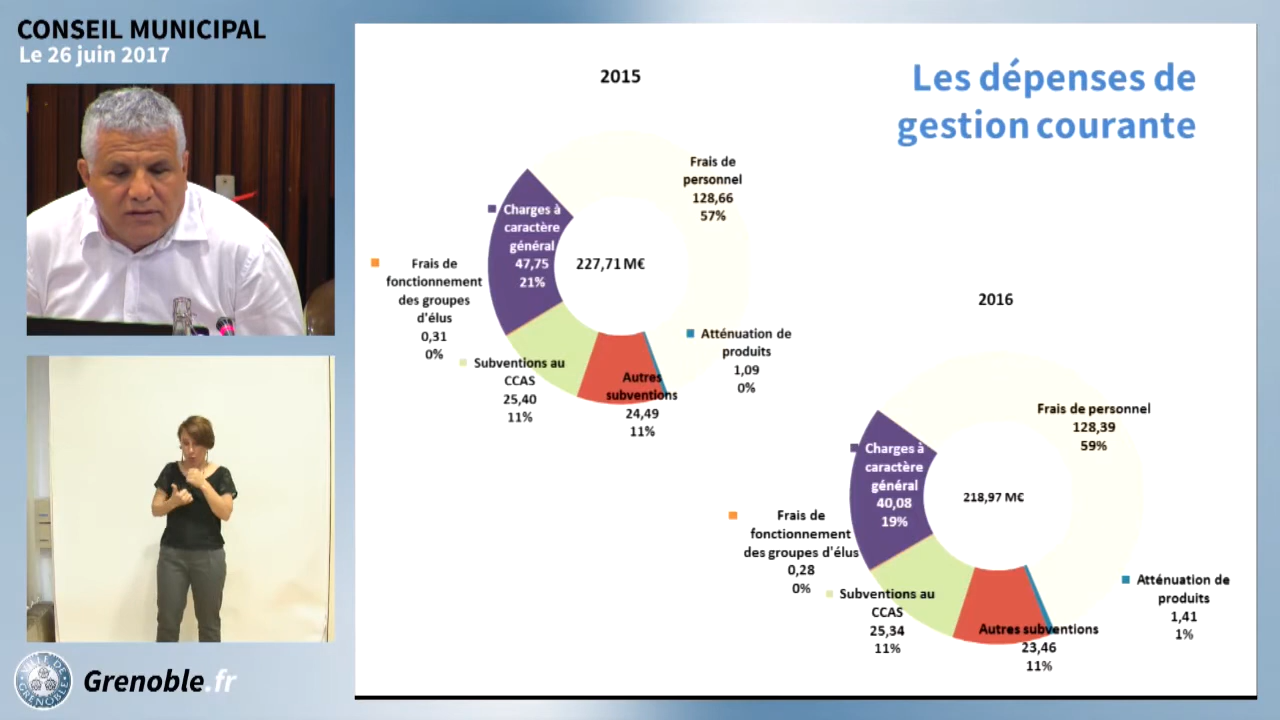 CONSEIL MUNICIPAL
Le 26 juin 2017
Les dépenses de
gestion courante
2015
Frais de
personnel
128,66
57%
Charges à
caractère
général
47,75
21%
227,71 M€
Frais de
fonctionnement
des groupes
d'élus
0,31
0%
Subventions au
CCAS
25,40
11%
Autres
subventions
24,49
11%
Atténuation de
produits
1,09
0%
2016
Frais de personnel
128,39
59%
Charges à
caractère
général
40,08
19%
218,97 M€
Frais de
fonctionnement
des groupes d'élus
0,28
0%
Subventions au
CCAS
25,34
11%
Autres subventions
23,46
11%
Atténuation de
produits
1,41
1%
VILLE DE
GRENOBLE
Grenoble.fr